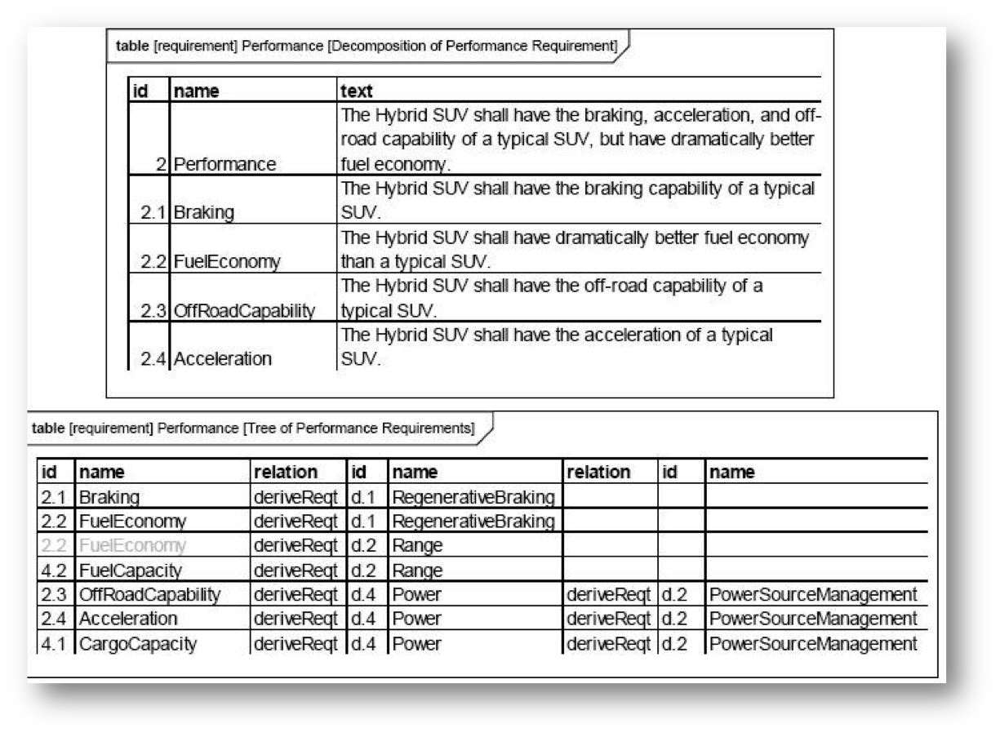 table [requirement] Performance [Decomposition of Performance Requirement]
id name text
The Hybrid SUV shall have the braking, acceleration, and off-
road capability of a typical SUV, but have dramatically better
2 Performance fuel economy.
The Hybrid SUV shall have the braking capability of a typical
2.1 Braking SUV.
The Hybrid SUV shall have dramatically better fuel economy
2.2 FuelEconomy than a typical SUV.
The Hybrid SUV shall have the off-road capability of a
2.3 OffRoadCapability typical SUV.
The Hybrid SUV shall have the acceleration of a typical
2.4 Acceleration SUV.
table [requirement] Performance [Tree of Performance Requirements]
id name relation id name relation id name
2.1 Braking deriveReqt d.1 RegenerativeBraking
2.2 FuelEconomy deriveReqt d.1 RegenerativeBraking
2.2 FuelEconomy deriveReqt d.2 Range
4.2 FuelCapacity deriveReqt d.2 Range
2.3 OffRoadCapability deriveReqt d.4 Power deriveReqt d.2 PowerSourceManagement
2.4 Acceleration deriveReqt d.4 Power deriveReqt d.2 PowerSourceManagement
4.1 CargoCapacity deriveReqt d.4 Power deriveReqt d.2 PowerSourceManagement